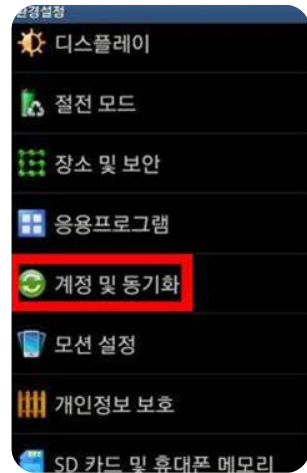 환경설정
디스플레이
절전 모드
장소 및 보안
응용프로그램
계정 및 동기화
모션 설정
개인정보 보호
SD 카드 및 휴대폰 메모리